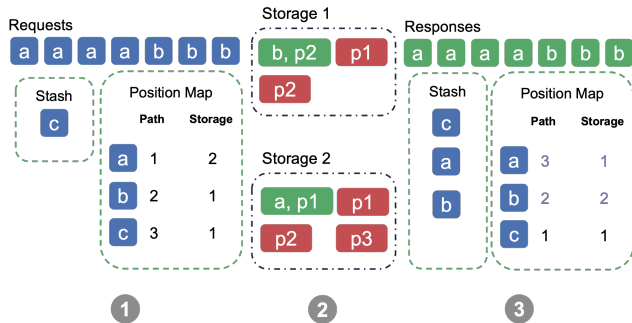 Requests
a a a a b b b
Stash
c
Position Map
Path Storage
a 1 2
b 2 1
c 3 1
1
Storage 1
b, p2 p1
p2
Storage 2
a, p1 p1
p2 p3
2
Responses
a a a a b b b
Stash
c
a
b
Position Map
Path Storage
a 3 1
b 2 2
c 1 1
3